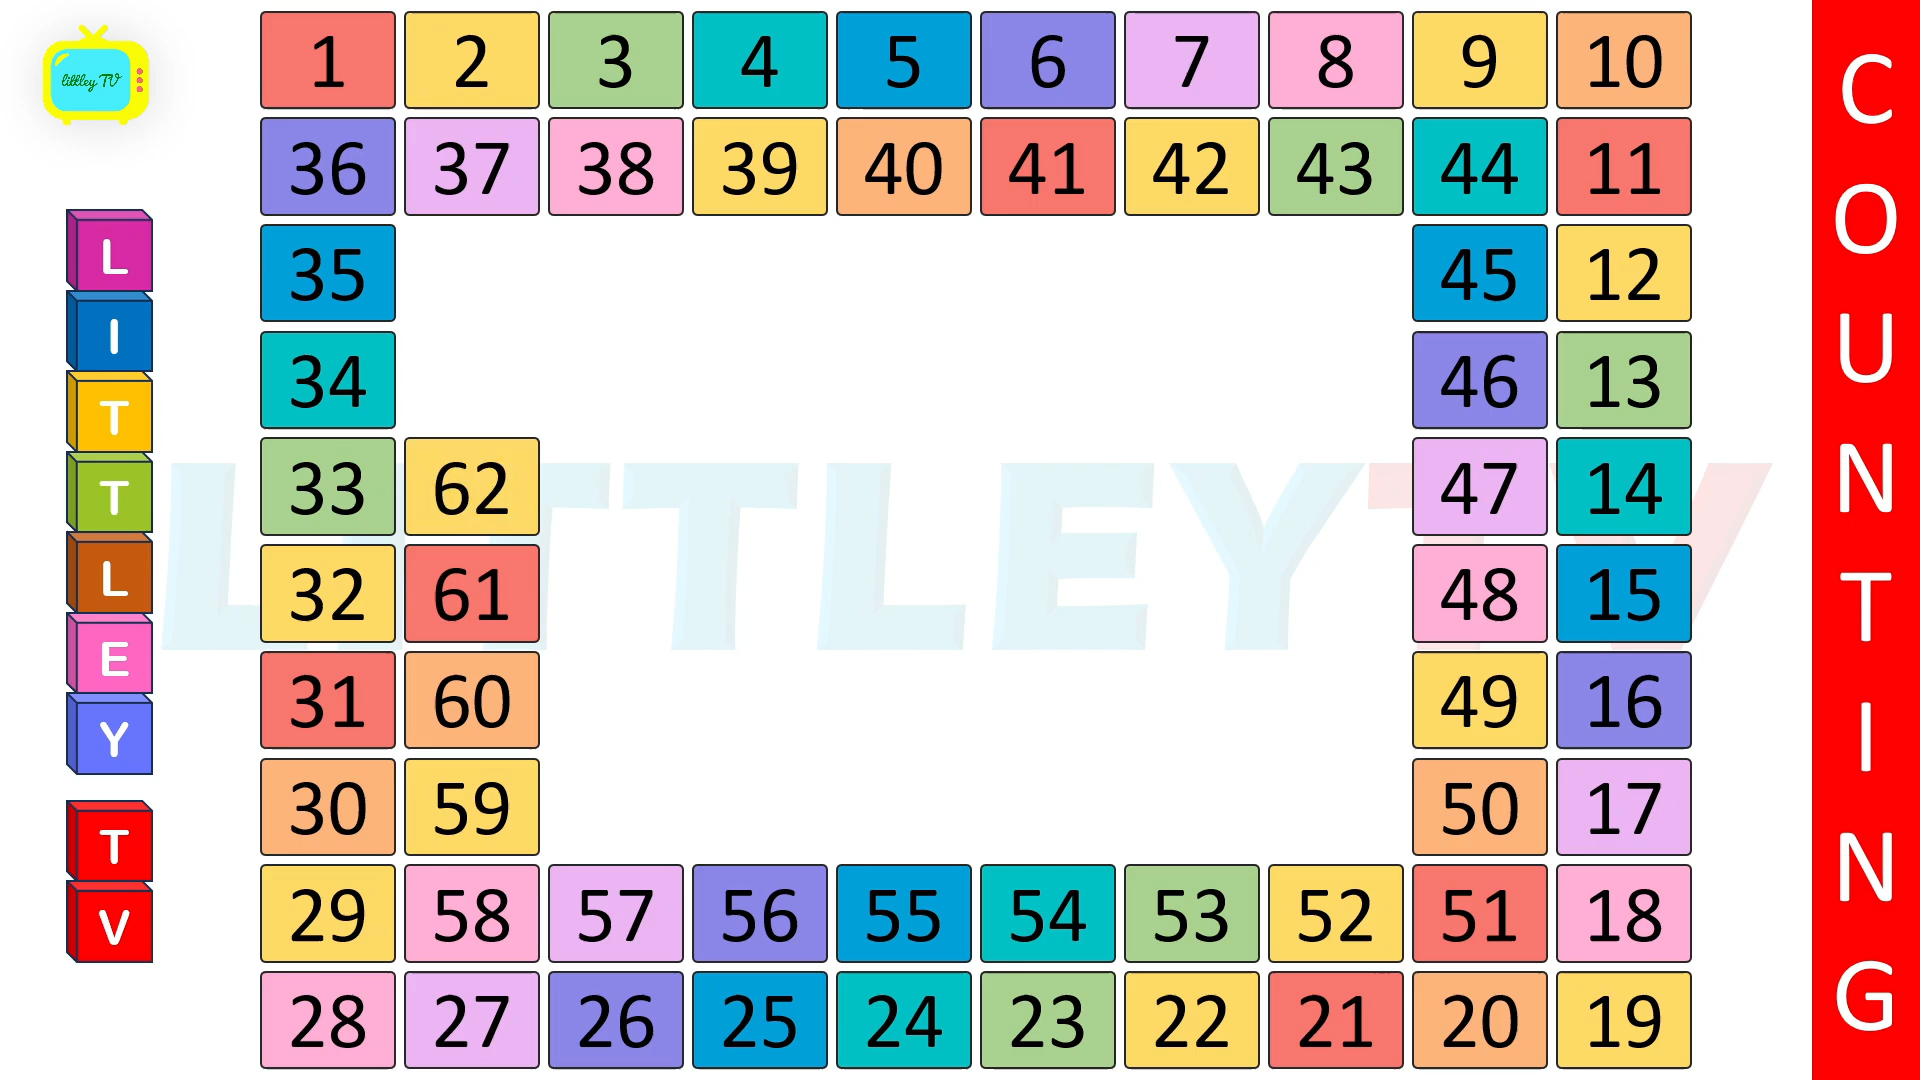 littley TV
1 2 3 4 5 6 7 8 9 10
36 37 38 39 40 41 42 43 44 11
35 45 12
34 46 13
33 62 47 14
32 61 48 15
31 60 49 16
30 59 50 17
29 58 57 56 55 54 53 52 51 18
28 27 26 25 24 23 22 21 20 19
LITTLEY
TV
LITTLEYTV
COUNTING